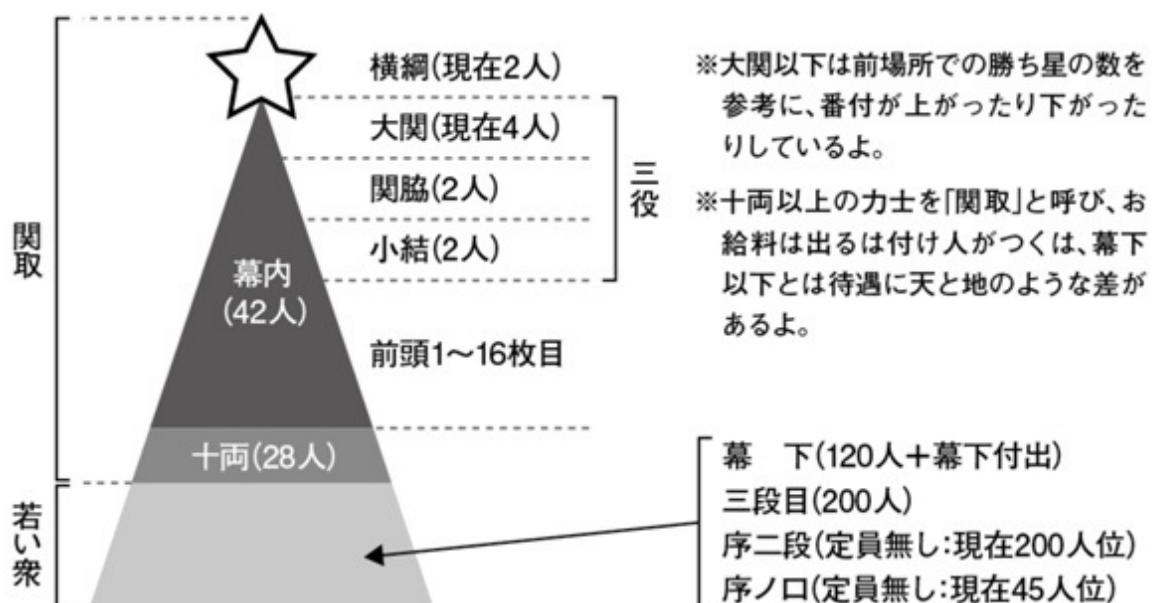 関取
若い衆
横綱(現在2人)
大関(現在4人)
関脇(2人)
小結(2人)
三役
幕内
(42人)
前頭1〜16枚目
十両(28人)
※大関以下は前場所での勝ち星の数を
参考に、番付が上がったり下がった
りしているよ。
※十両以上の力士を「関取」と呼び、お
給料は出るは付け人がつくは、幕下
以下とは待遇に天と地のような差が
あるよ。
幕　下(120人＋幕下付出)
三段目(200人)
序二段(定員無し:現在200人位)
序ノ口(定員無し:現在45人位)